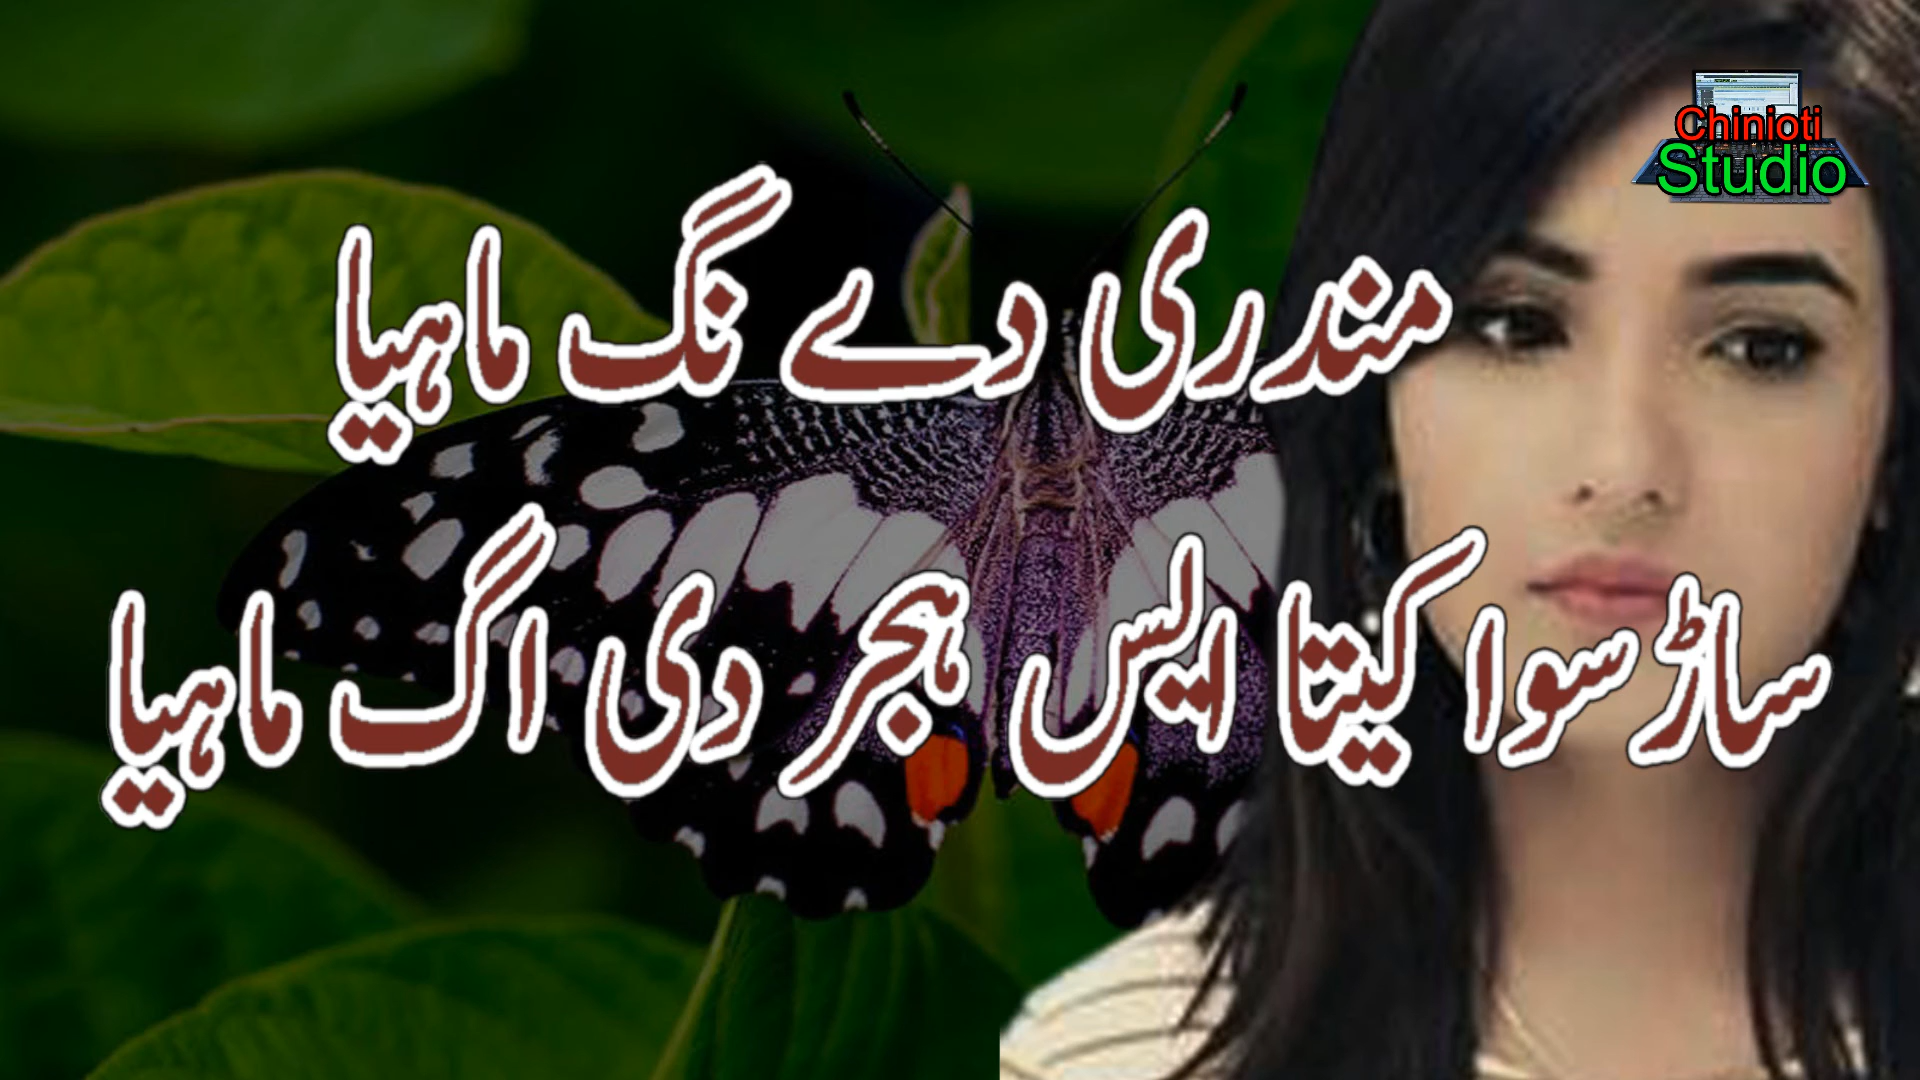 Chinioti
Studio
مندری دے نگ ماہیا
ساڑ سوا کیتا ایس ہجر دی اگ ماہیا